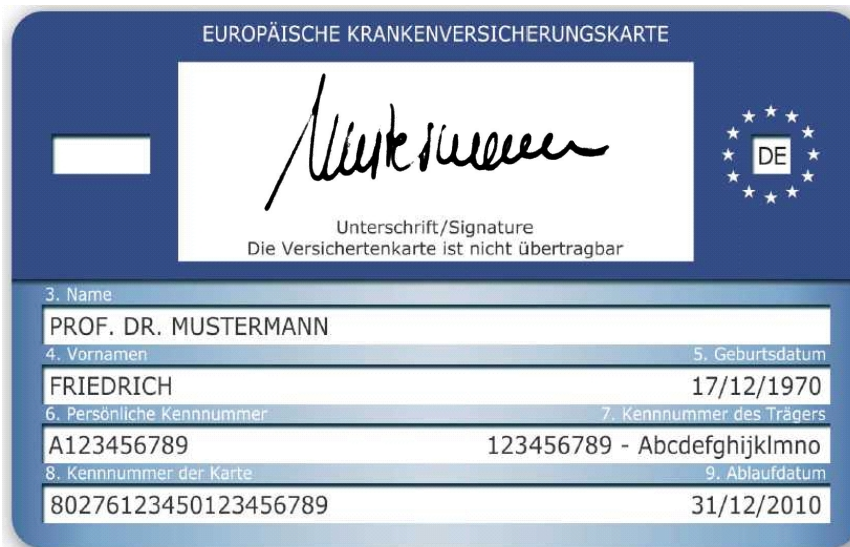 EUROPÄISCHE KRANKENVERSICHERUNGSKARTE
Mustermann
DE
Unterschrift/Signature
Die Versichertenkarte ist nicht übertragbar
3. Name
PROF. DR. MUSTERMANN
4. Vornamen 5. Geburtsdatum
FRIEDRICH 17/12/1970
6. Persönliche Kennnummer 7. Kennnummer des Trägers
A123456789 123456789 - Abcdefghijklmno
8. Kennnummer der Karte 9. Ablaufdatum
80276123450123456789 31/12/2010